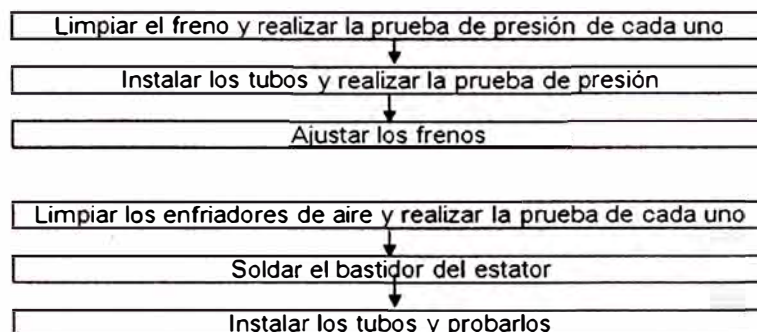 Limpiar el freno y realizar la prueba de presión de cada uno
Instalar los tubos y realizar la prueba de presión
Ajustar los frenos
Limpiar los enfriadores de aire y realizar la prueba de cada uno
Soldar el bastidor del estator
Instalar los tubos y probarlos